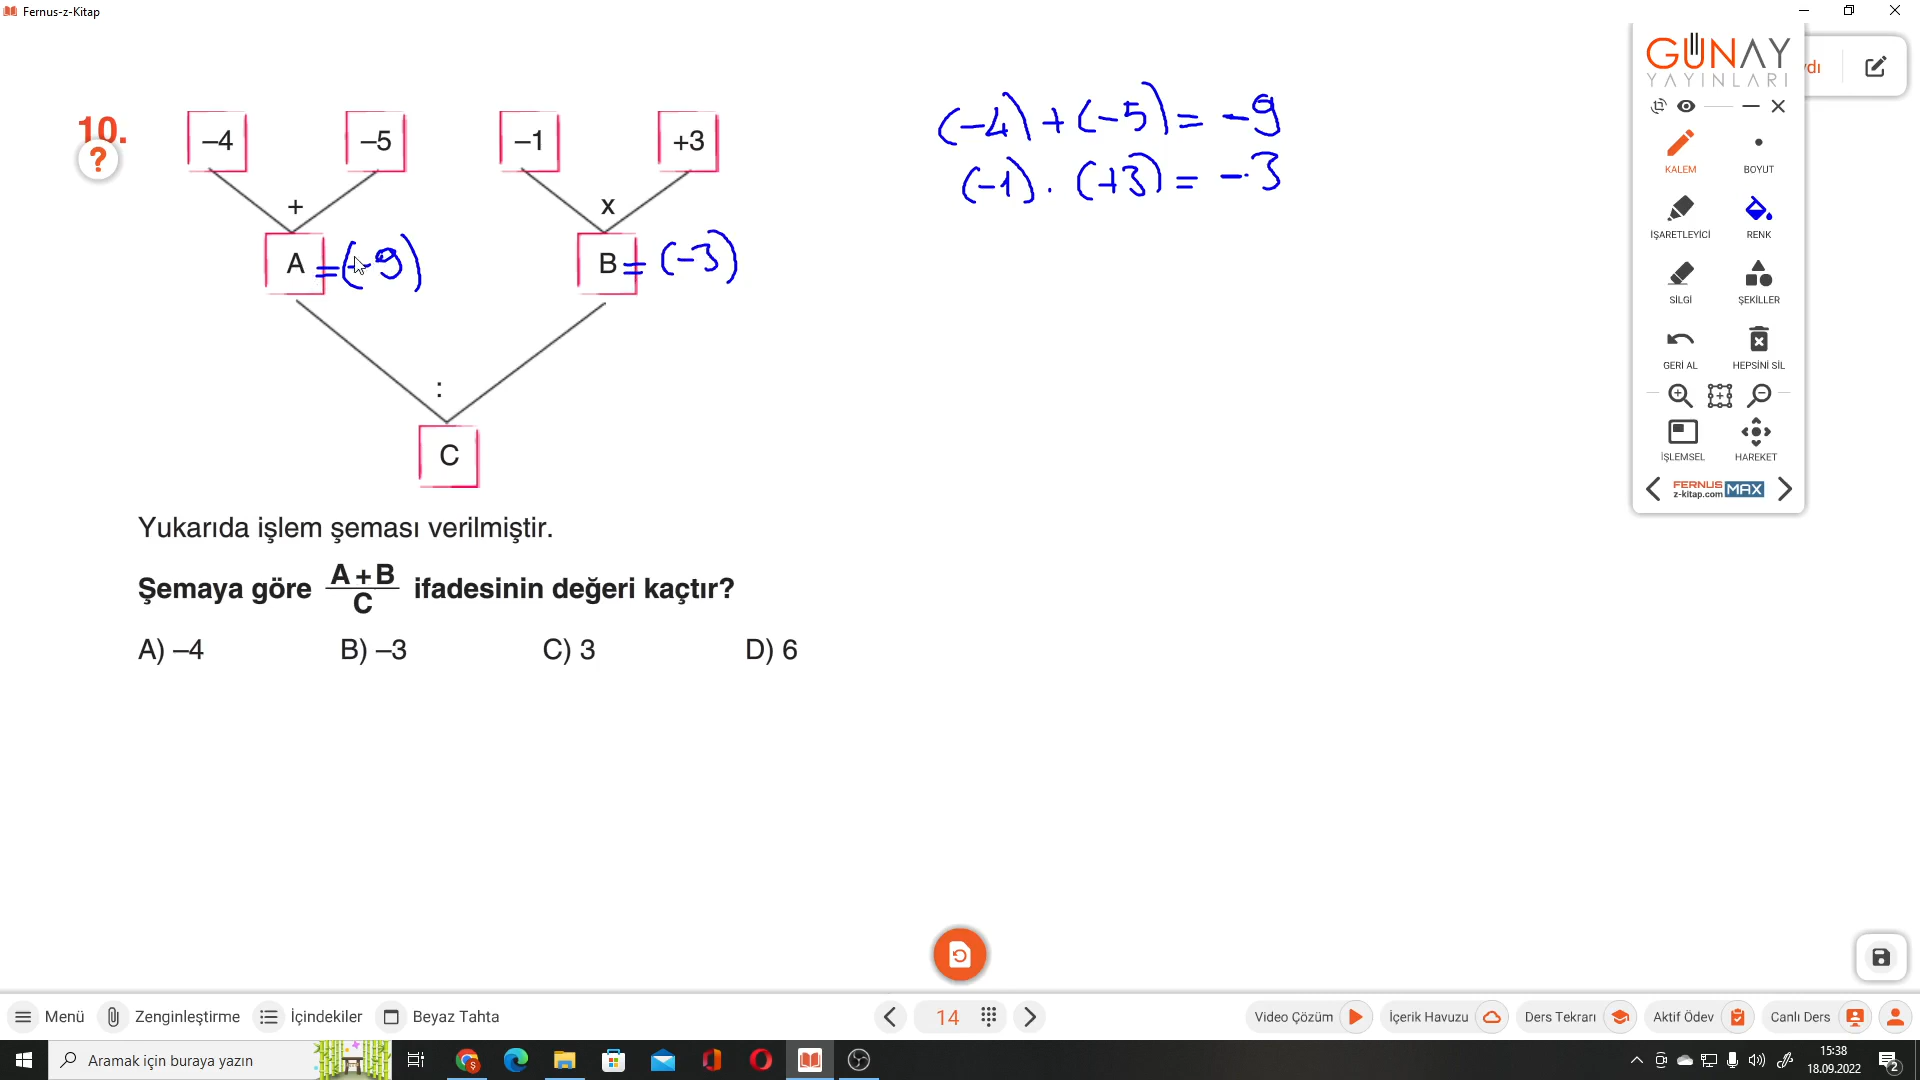 Fernus-z-Kitap
GÜNAY
YAYINLARI
ydı
10.
?
–4 –5 –1 +3
+ x
A =(-9) B = (-3)
:
C
(-4)+(-5)= -9
(-1).(+3)= -3
Yukarıda işlem şeması verilmiştir.
Şemaya göre A+B/C ifadesinin değeri kaçtır?
A) –4 B) –3 C) 3 D) 6
KALEM BOYUT
İŞARETLEYİCİ RENK
SİLGİ ŞEKİLLER
GERİ AL HEPSİNİ SİL
İŞLEMSEL HAREKET
FERNUS
z-kitap.com MAX
Menü Zenginleştirme İçindekiler Beyaz Tahta 14 Video Çözüm İçerik Havuzu Ders Tekrarı Aktif Ödev Canlı Ders
Aramak için buraya yazın
15:38
18.09.2022
2